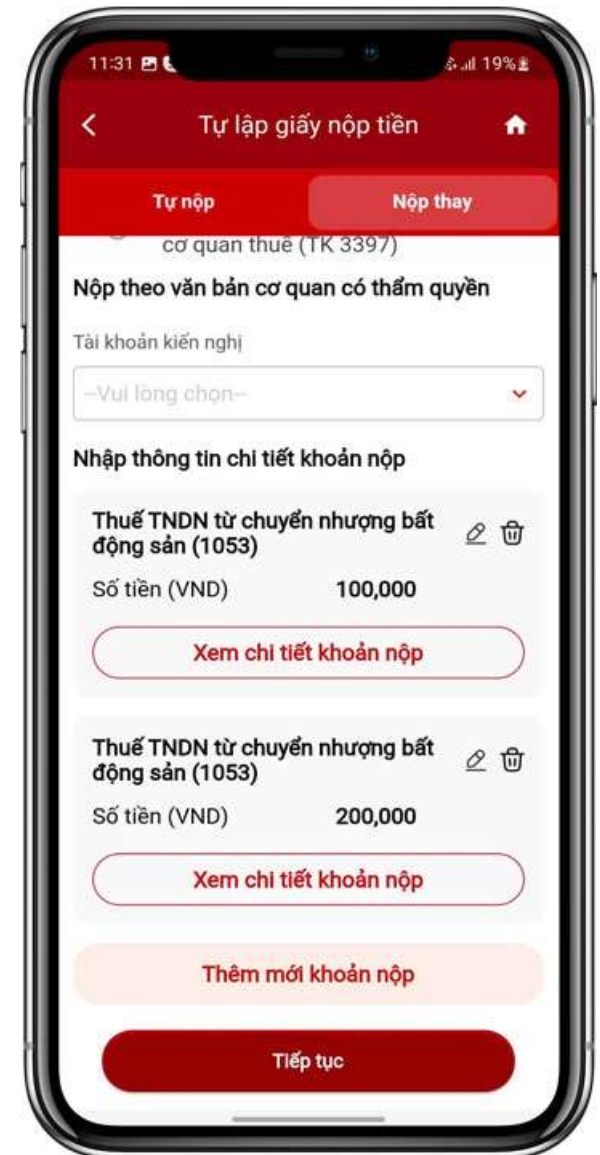 11:31
19%
Tự lập giấy nộp tiền
Tự nộp
Nộp thay
cơ quan thuế (TK 3397)
Nộp theo văn bản cơ quan có thẩm quyền
Tài khoản kiến nghị
--Vui lòng chọn--
Nhập thông tin chi tiết khoản nộp
Thuế TNDN từ chuyển nhượng bất
động sản (1053)
Số tiền (VND) 100,000
Xem chi tiết khoản nộp
Thuế TNDN từ chuyển nhượng bất
động sản (1053)
Số tiền (VND) 200,000
Xem chi tiết khoản nộp
Thêm mới khoản nộp
Tiếp tục